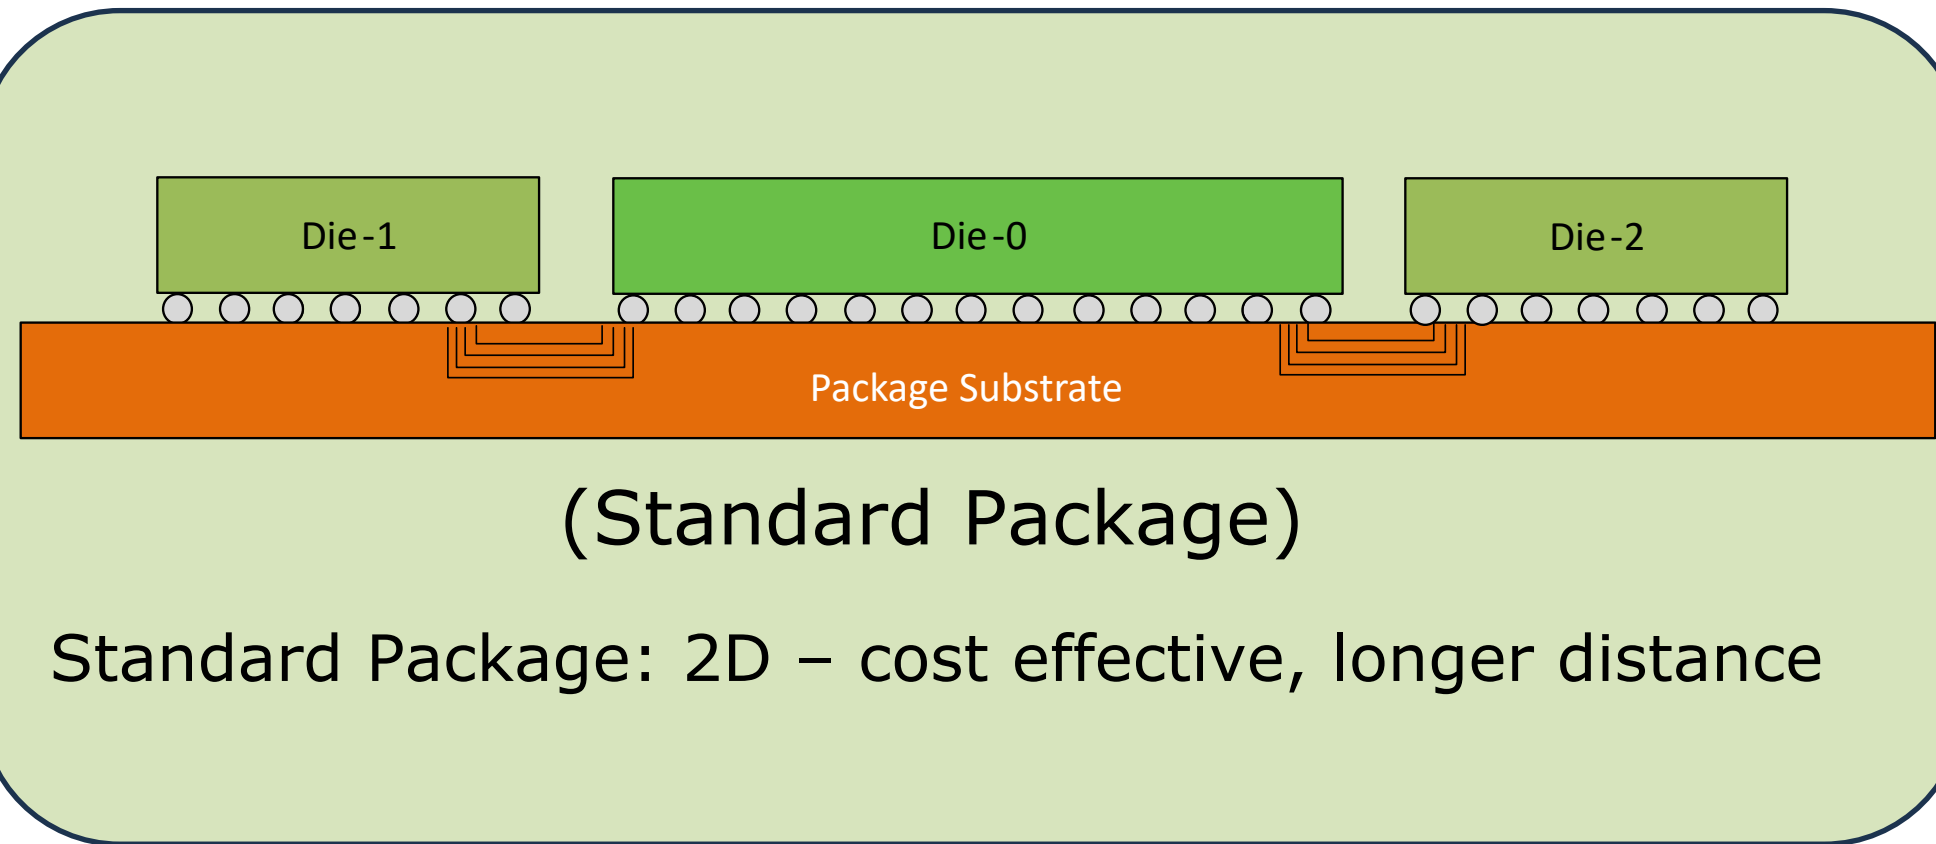 Die-1
Die-0
Die-2
Package Substrate
(Standard Package)
Standard Package: 2D – cost effective, longer distance